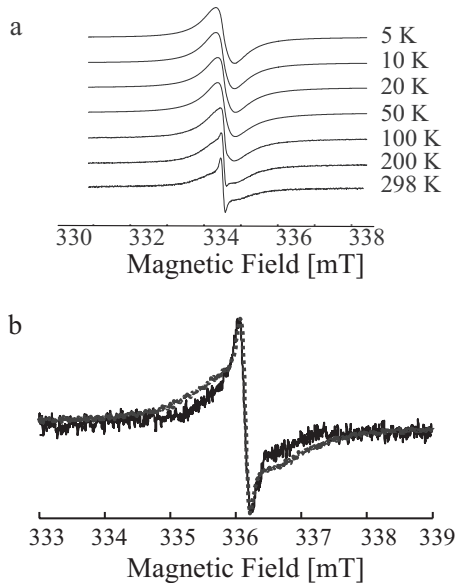 a
5 K
10 K
20 K
50 K
100 K
200 K
298 K
330 332 334 336 338
Magnetic Field [mT]
b
333 334 335 336 337 338 339
Magnetic Field [mT]